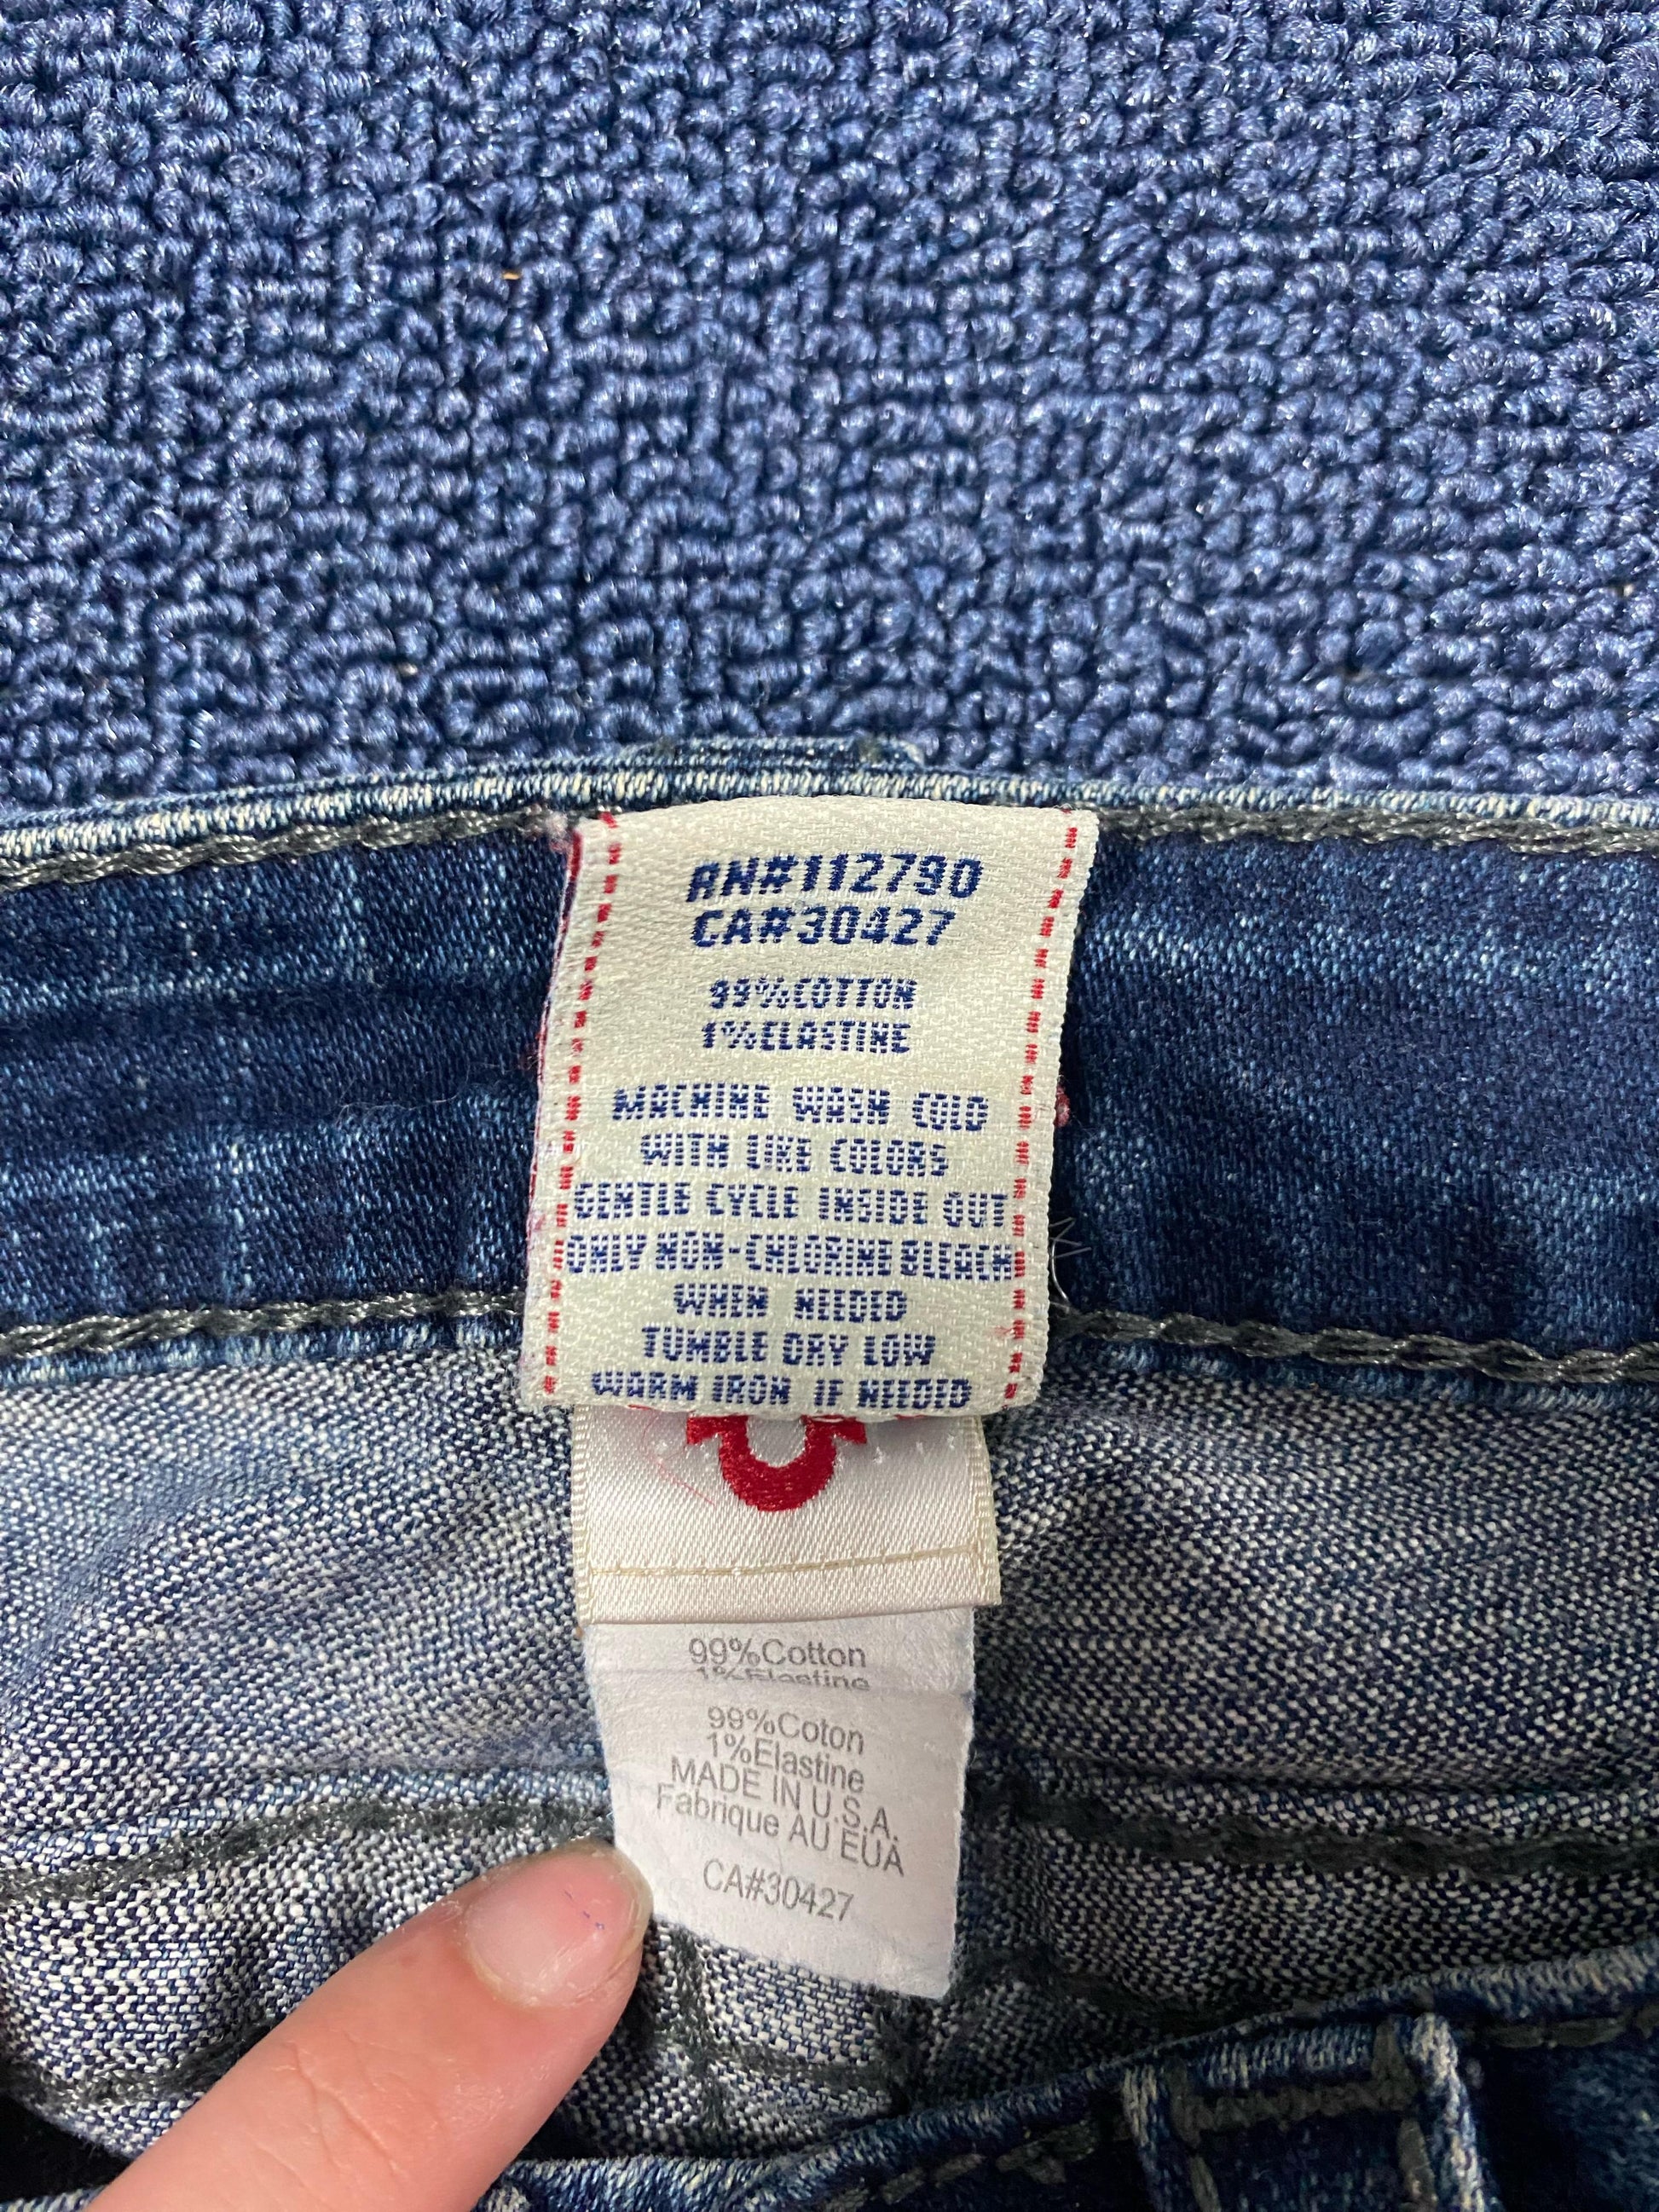 RN#112790
CA#30427
99%COTTON
1%ELASTINE
MACHINE WASH COLD
WITH LIKE COLORS
GENTLE CYCLE INSIDE OUT
ONLY NON-CHLORINE BLEACH
WHEN NEEDED
TUMBLE DRY LOW
WARM IRON IF NEEDED
99%Cotton
1%Elastine
99%Coton
1%Elastine
MADE IN U.S.A.
Fabrique AU EUA
CA#30427